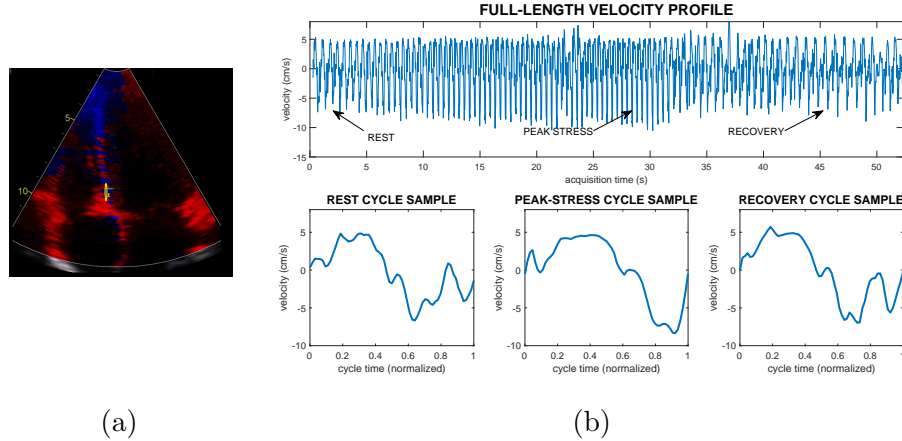 5
10
FULL-LENGTH VELOCITY PROFILE
velocity (cm/s)
5
0
-5
-10
-15
REST
PEAK STRESS
RECOVERY
0 5 10 15 20 25 30 35 40 45 50
acquisition time (s)
REST CYCLE SAMPLE
velocity (cm/s)
5
0
-5
-10
0 0.2 0.4 0.6 0.8 1
cycle time (normalized)
PEAK-STRESS CYCLE SAMPLE
velocity (cm/s)
5
0
-5
-10
0 0.2 0.4 0.6 0.8 1
cycle time (normalized)
RECOVERY CYCLE SAMPLE
velocity (cm/s)
5
0
-5
-10
0 0.2 0.4 0.6 0.8 1
cycle time (normalized)
(a)
(b)